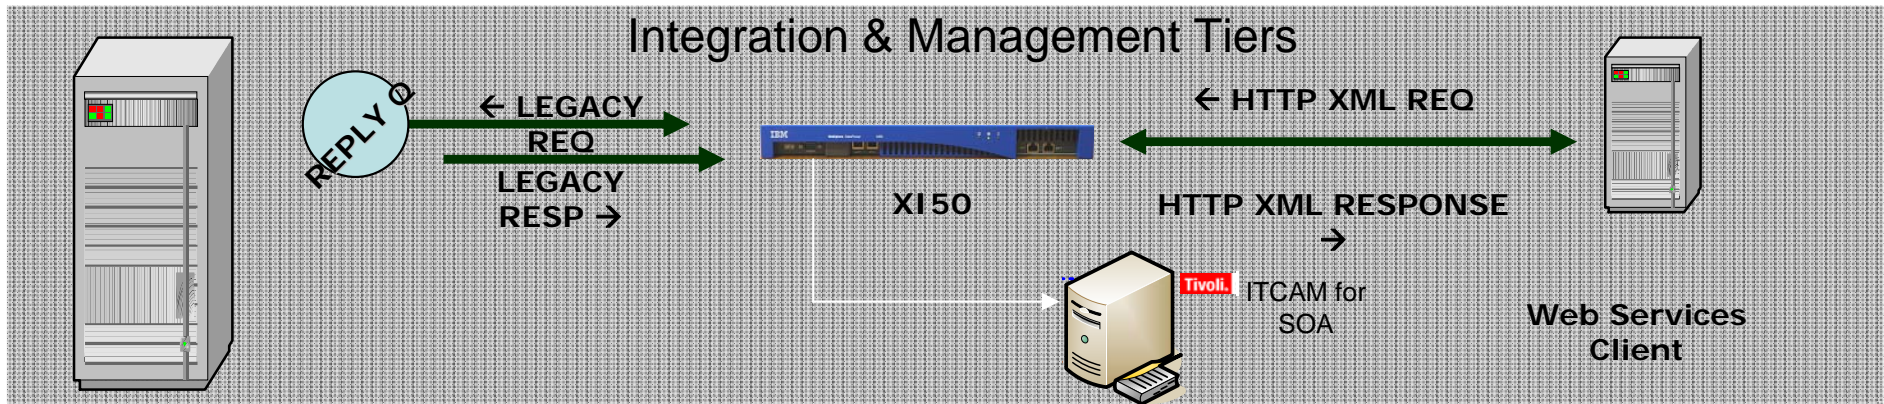 Integration & Management Tiers
REPLY Q
← LEGACY
REQ
LEGACY
RESP →
IBM
XI50
← HTTP XML REQ
HTTP XML RESPONSE
→
Tivoli.
ITCAM for
SOA
Web Services
Client